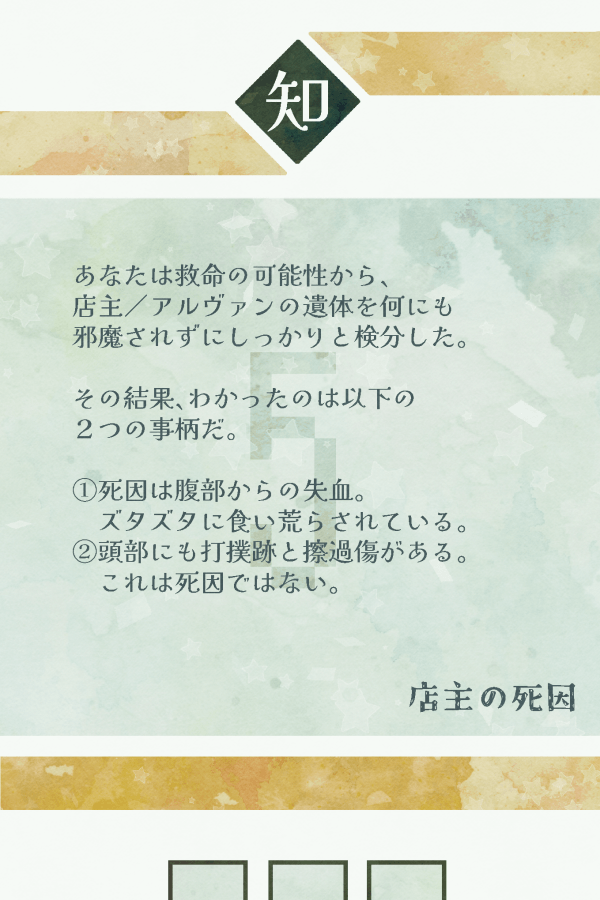 知
あなたは救命の可能性から、
店主／アルヴァンの遺体を何にも
邪魔されずにしっかりと検分した。
その結果、わかったのは以下の
２つの事柄だ。
①死因は腹部からの失血。
ズタズタに食い荒らされている。
②頭部にも打撲跡と擦過傷がある。
これは死因ではない。
店主の死因